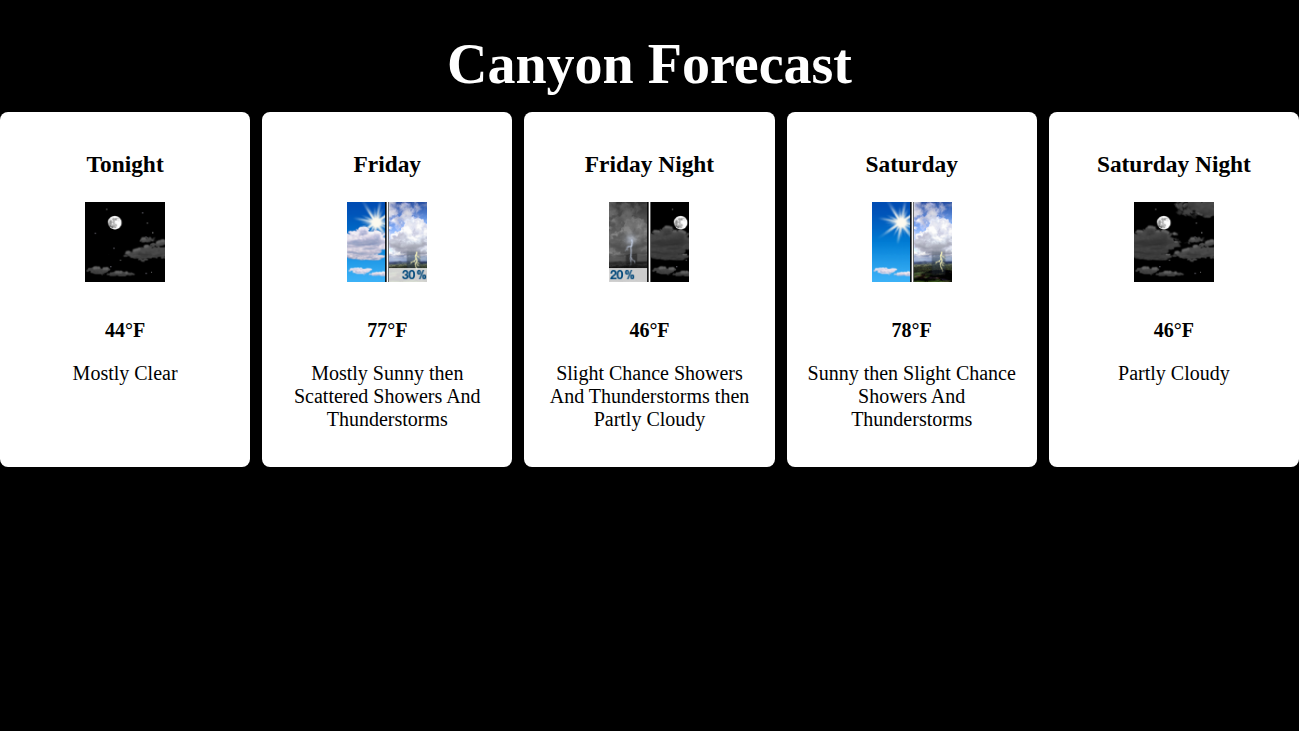 Canyon Forecast
Tonight
44°F
Mostly Clear
Friday
30%
77°F
Mostly Sunny then
Scattered Showers And
Thunderstorms
Friday Night
20%
46°F
Slight Chance Showers
And Thunderstorms then
Partly Cloudy
Saturday
78°F
Sunny then Slight Chance
Showers And
Thunderstorms
Saturday Night
46°F
Partly Cloudy